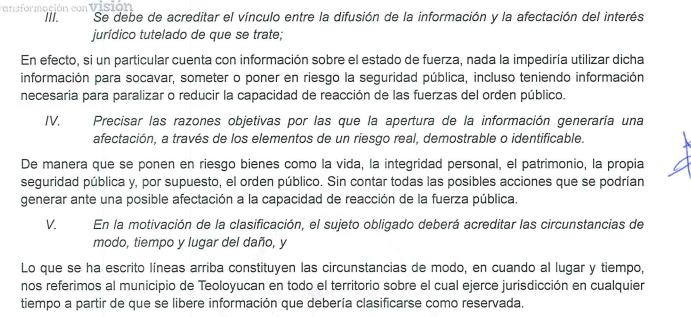 ransformación con visión
III. Se debe de acreditar el vínculo entre la difusión de la información y la afectación del interés
jurídico tutelado de que se trate;
En efecto, si un particular cuenta con información sobre el estado de fuerza, nada la impediría utilizar dicha
información para socavar, someter o poner en riesgo la seguridad pública, incluso teniendo información
necesaria para paralizar o reducir la capacidad de reacción de las fuerzas del orden público.
IV. Precisar las razones objetivas por las que la apertura de la información generaría una
afectación, a través de los elementos de un riesgo real, demostrable o identificable.
De manera que se ponen en riesgo bienes como la vida, la integridad personal, el patrimonio, la propia
seguridad pública y, por supuesto, el orden público. Sin contar todas las posibles acciones que se podrían
generar ante una posible afectación a la capacidad de reacción de la fuerza pública.
V. En la motivación de la clasificación, el sujeto obligado deberá acreditar las circunstancias de
modo, tiempo y lugar del daño, y
Lo que se ha escrito líneas arriba constituyen las circunstancias de modo, en cuando al lugar y tiempo,
nos referimos al municipio de Teoloyucan en todo el territorio sobre el cual ejerce jurisdicción en cualquier
tiempo a partir de que se libere información que debería clasificarse como reservada.